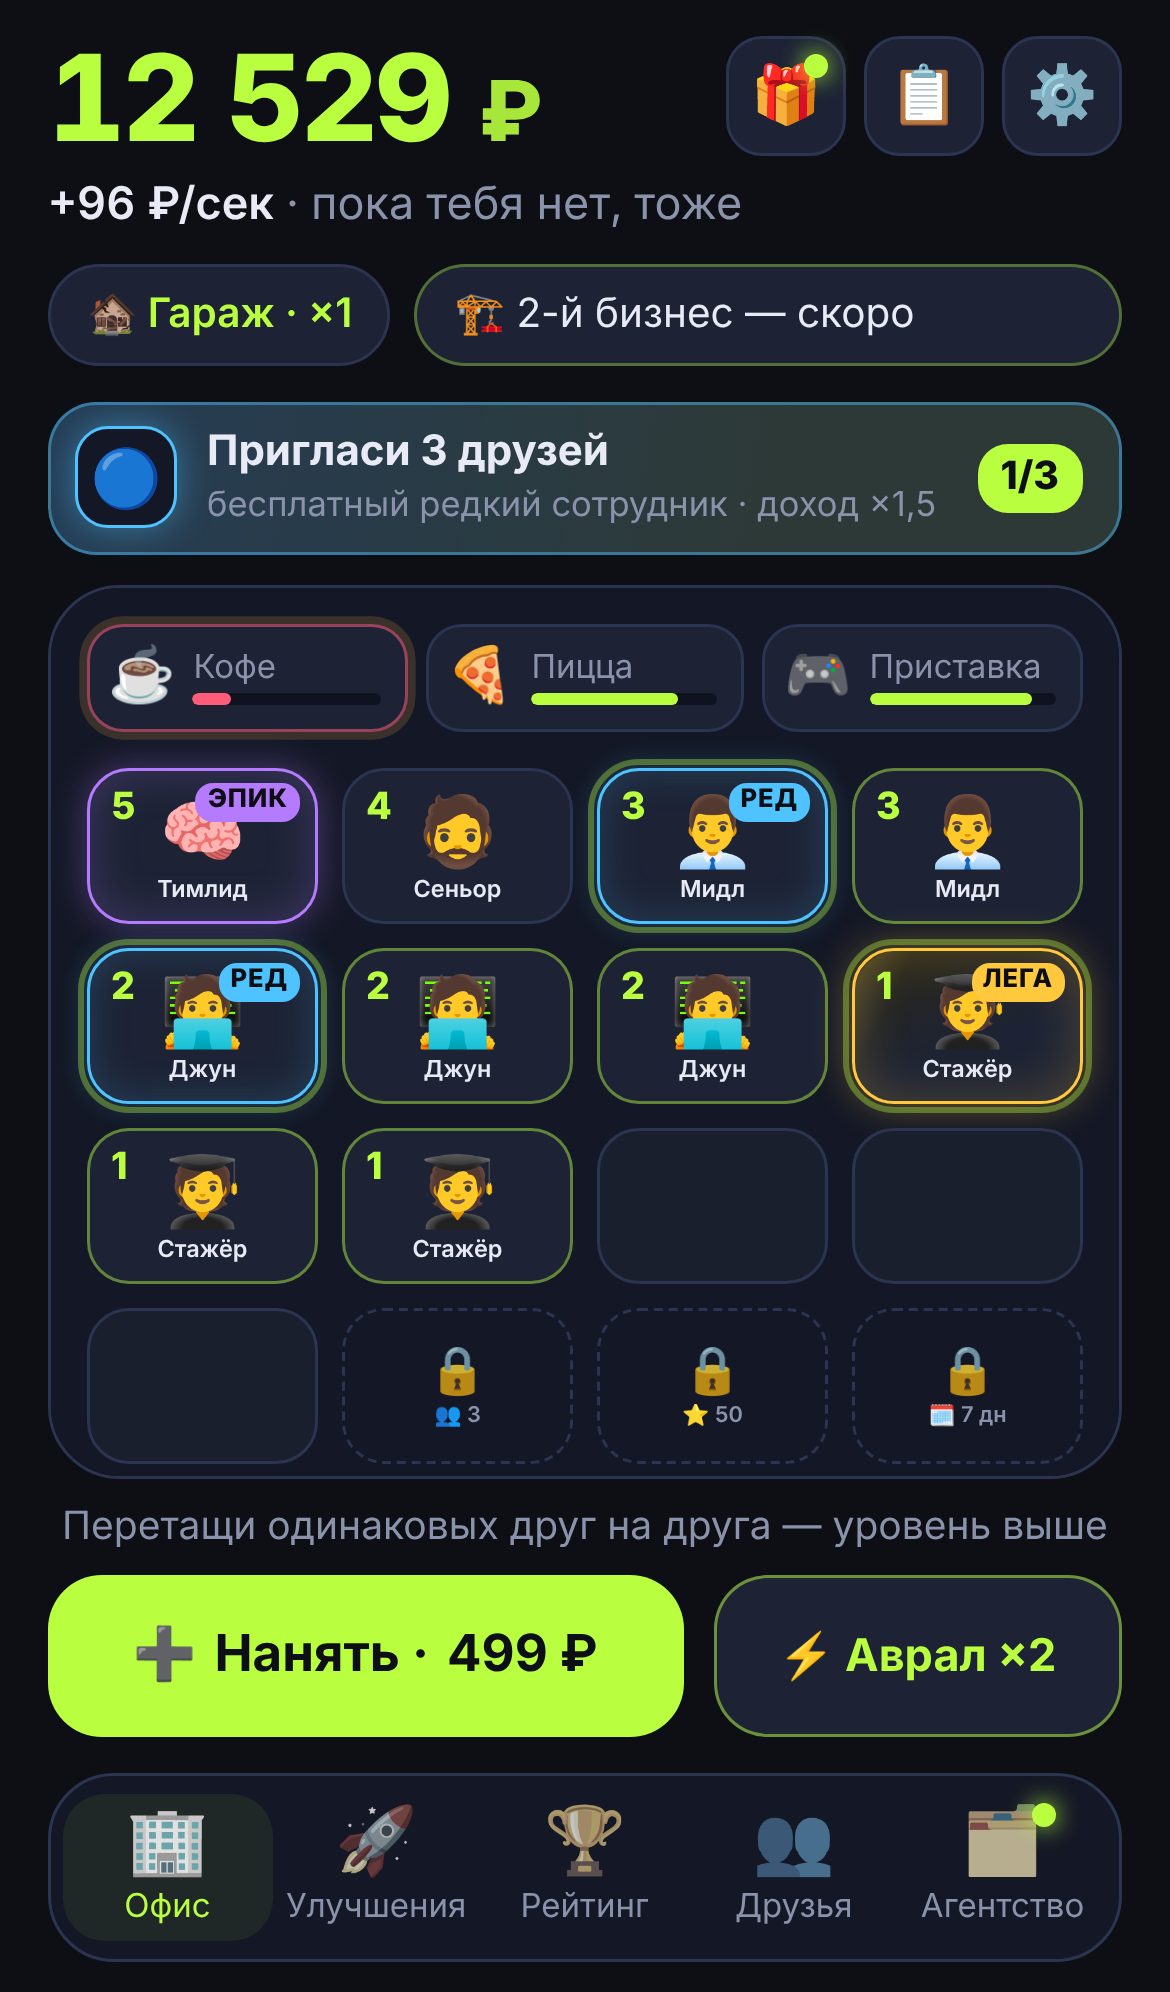 12 529 ₽
+96 ₽/сек · пока тебя нет, тоже
Гараж · ×1
2-й бизнес — скоро
Пригласи 3 друзей
бесплатный редкий сотрудник · доход ×1,5
1/3
Кофе
Пицца
Приставка
5 ЭПИК
Тимлид
4
Сеньор
3 РЕД
Мидл
3
Мидл
2 РЕД
Джун
2
Джун
2
Джун
1 ЛЕГА
Стажёр
1
Стажёр
1
Стажёр
3
50
7 дн
Перетащи одинаковых друг на друга — уровень выше
Нанять · 499 ₽
Аврал ×2
Офис
Улучшения
Рейтинг
Друзья
Агентство